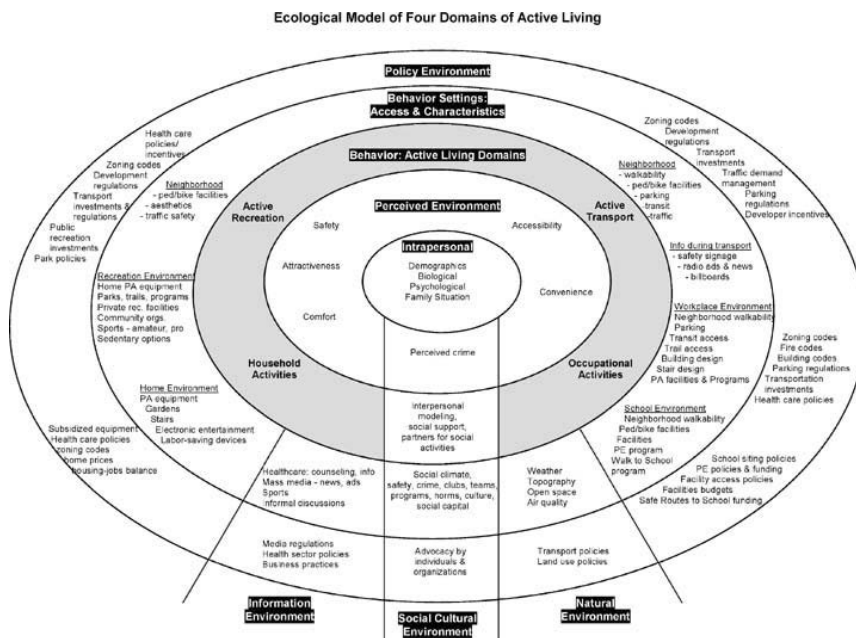 Ecological Model of Four Domains of Active Living
Policy Environment
Behavior Settings:
Access & Characteristics
Behavior: Active Living Domains
Perceived Environment
Intrapersonal
Demographics
Biological
Psychological
Family Situation
Safety
Attractiveness
Comfort
Accessibility
Convenience
Perceived crime
Active
Recreation
Active
Transport
Household
Activities
Occupational
Activities
Health care
policies/
incentives
Zoning codes
Development
regulations
Transport
investments &
regulations
Public
recreation
investments
Park policies
Neighborhood
- ped/bike facilities
- aesthetics
- traffic safety
Recreation Environment
Home PA equipment
Parks, trails, programs
Private rec. facilities
Community orgs.
Sports - amateur, pro
Sedentary options
Home Environment
PA equipment
Gardens
Stairs
Electronic entertainment
Labor-saving devices
Subsidized equipment
Health care policies
zoning codes
home prices
housing-jobs balance
Zoning codes
Development
regulations
Transport
investments
Traffic demand
management
Parking
regulations
Developer incentives
Neighborhood
- walkability
- ped/bike facilities
- parking
- transit
- traffic
Info during transport
- safety signage
- radio ads & news
- billboards
Workplace Environment
Neighborhood walkability
Parking
Transit access
Trail access
Building design
Stair design
PA facilities & Programs
Zoning codes
Fire codes
Building codes
Parking regulations
Transportation
investments
Health care policies
School Environment
Neighborhood walkability
Ped/bike facilities
Facilities
PE program
Walk to School
program
School siting policies
PE policies & funding
Facility access policies
Facilities budgets
Safe Routes to School funding
Interpersonal
modeling,
social support,
partners for social
activities
Healthcare: counseling, info
Mass media - news, ads
Sports
Informal discussions
Social climate,
safety, crime, clubs, teams,
programs, norms, culture,
social capital
Weather
Topography
Open space
Air quality
Media regulations
Health sector policies
Business practices
Advocacy by
individuals &
organizations
Transport policies
Land use policies
Information
Environment
Social Cultural
Environment
Natural
Environment